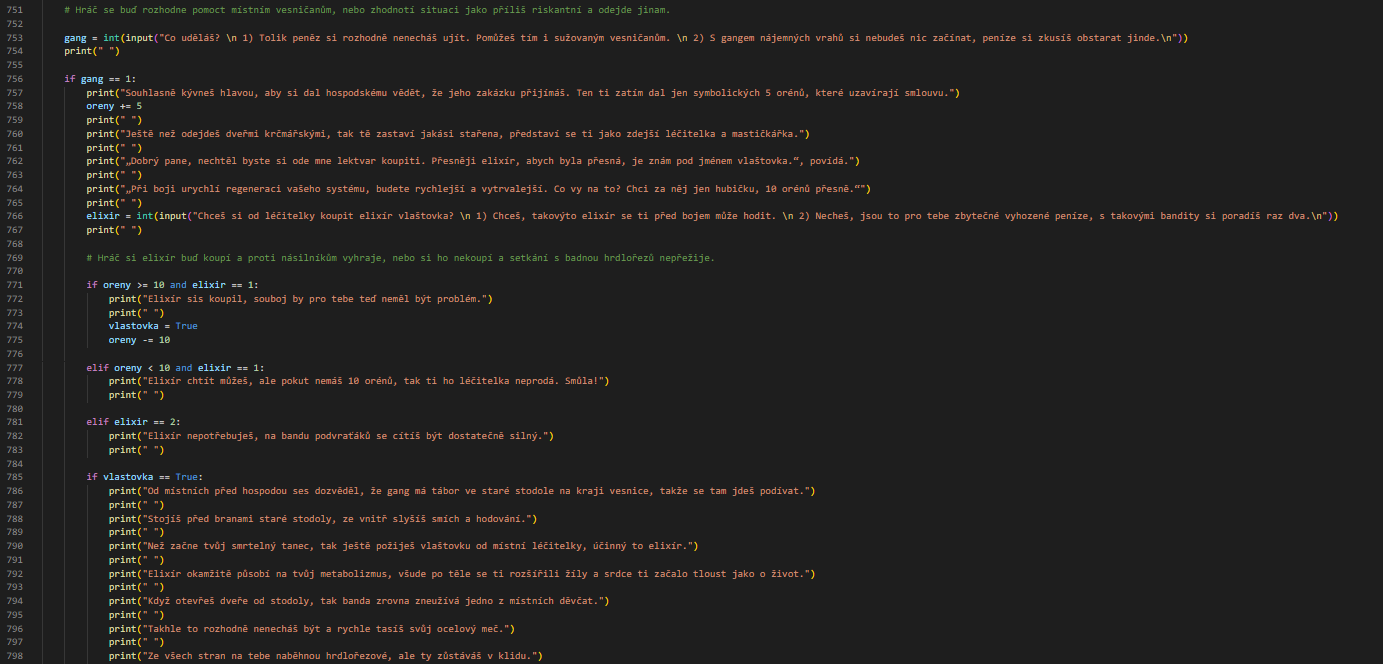 751 # Hráč se buď rozhodne pomoct místním vesničanům, nebo zhodnotí situaci jako příliš riskantní a odejde jinam.
752
753 gang = int(input("Co uděláš? \n 1) Tolik peněz si rozhodně nenecháš ujít. Pomůžeš tím i sužovaným vesničanům. \n 2) S gangem nájemných vrahů si nebudeš nic začínat, peníze si zkusíš obstarat jinde.\n"))
754 print(" ")
755
756 if gang == 1:
757 print("Souhlasně kývneš hlavou, aby si dal hospodskému vědět, že jeho zakázku přijímáš. Ten ti zatím dal jen symbolických 5 orénů, které uzavírají smlouvu.")
758 oreny += 5
759 print(" ")
760 print("Ještě než odejdeš dveřmi krčmářskými, tak tě zastaví jakási stařena, představí se ti jako zdejší léčitelka a mastičkářka.")
761 print(" ")
762 print("„Dobrý pane, nechtěl byste si ode mne lektvar koupiti. Přesněji elixír, abych byla přesná, je znám pod jménem vlaštovka.“, povídá.")
763 print(" ")
764 print("„Při boji urychlí regeneraci vašeho systému, budete rychlejší a vytrvalejší. Co vy na to? Chci za něj jen hubičku, 10 orénů přesně.“")
765 print(" ")
766 elixir = int(input("Chceš si od léčitelky koupit elixír vlaštovka? \n 1) Chceš, takovýto elixír se ti před bojem může hodit. \n 2) Necheš, jsou to pro tebe zbytečné vyhozené peníze, s takovými bandity si poradíš raz dva.\n"))
767 print(" ")
768
769 # Hráč si elixír buď koupí a proti násilníkům vyhraje, nebo si ho nekoupí a setkání s badnou hrdlořezů nepřežije.
770
771 if oreny >= 10 and elixir == 1:
772 print("Elixír sis koupil, souboj by pro tebe teď neměl být problém.")
773 print(" ")
774 vlastovka = True
775 oreny -= 10
776
777 elif oreny < 10 and elixir == 1:
778 print("Elixír chtít můžeš, ale pokut nemáš 10 orénů, tak ti ho léčitelka neprodá. Smůla!")
779 print(" ")
780
781 elif elixir == 2:
782 print("Elixír nepotřebuješ, na bandu podvraťáků se cítíš být dostatečně silný.")
783 print(" ")
784
785 if vlastovka == True:
786 print("Od místních před hospodou ses dozvěděl, že gang má tábor ve staré stodole na kraji vesnice, takže se tam jdeš podívat.")
787 print(" ")
788 print("Stojíš před branami staré stodoly, ze vnitř slyšíš smích a hodování.")
789 print(" ")
790 print("Než začne tvůj smrtelný tanec, tak ještě požiješ vlaštovku od místní léčitelky, účinný to elixír.")
791 print(" ")
792 print("Elixír okamžitě působí na tvůj metabolizmus, všude po těle se ti rozšířili žíly a srdce ti začalo tloust jako o život.")
793 print(" ")
794 print("Když otevřeš dveře od stodoly, tak banda zrovna zneužívá jedno z místních děvčat.")
795 print(" ")
796 print("Takhle to rozhodně nenecháš být a rychle tasíš svůj ocelový meč.")
797 print(" ")
798 print("Ze všech stran na tebe naběhnou hrdlořezové, ale ty zůstáváš v klidu.")